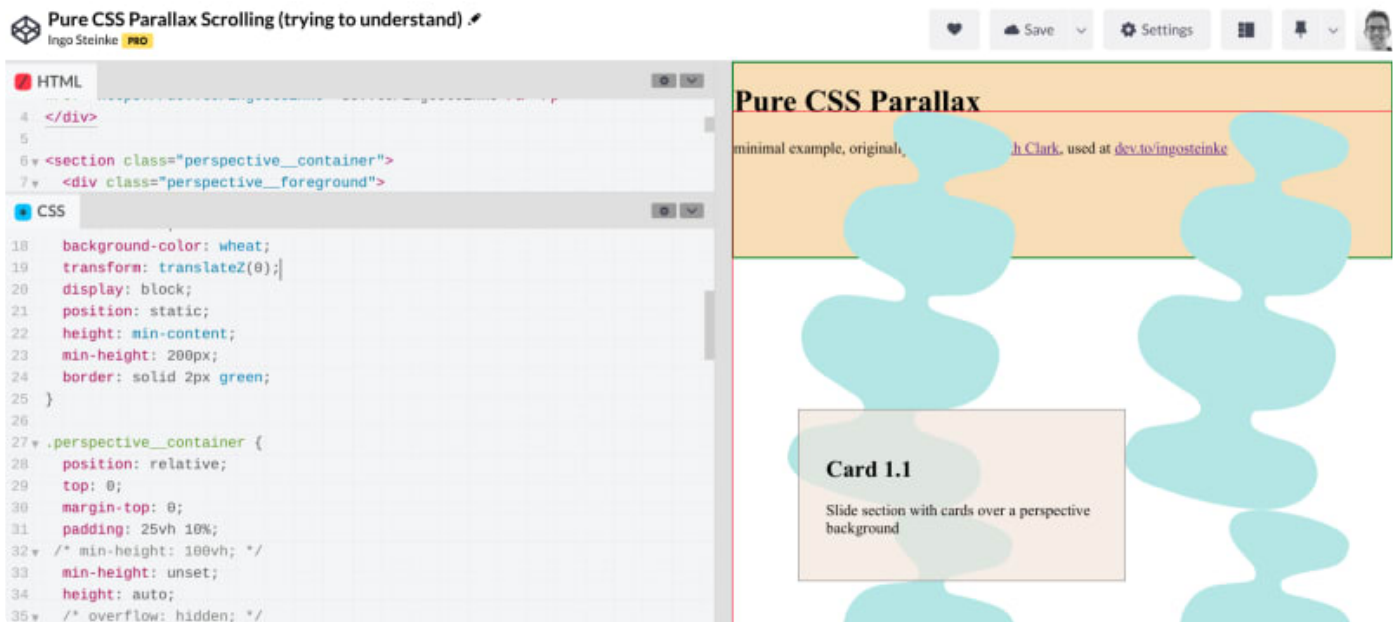 Pure CSS Parallax Scrolling (trying to understand)
Ingo Steinke PRO
Save
Settings
HTML
4 </div>
5
6 <section class="perspective__container">
7 <div class="perspective__foreground">
CSS
18 background-color: wheat;
19 transform: translateZ(0);
20 display: block;
21 position: static;
22 height: min-content;
23 min-height: 200px;
24 border: solid 2px green;
25 }
26
27 .perspective__container {
28 position: relative;
29 top: 0;
30 margin-top: 0;
31 padding: 25vh 10%;
32 /* min-height: 100vh; */
33 min-height: unset;
34 height: auto;
35 /* overflow: hidden; */
Pure CSS Parallax
minimal example, original h Clark, used at dev.to/ingosteinke
Card 1.1
Slide section with cards over a perspective
background